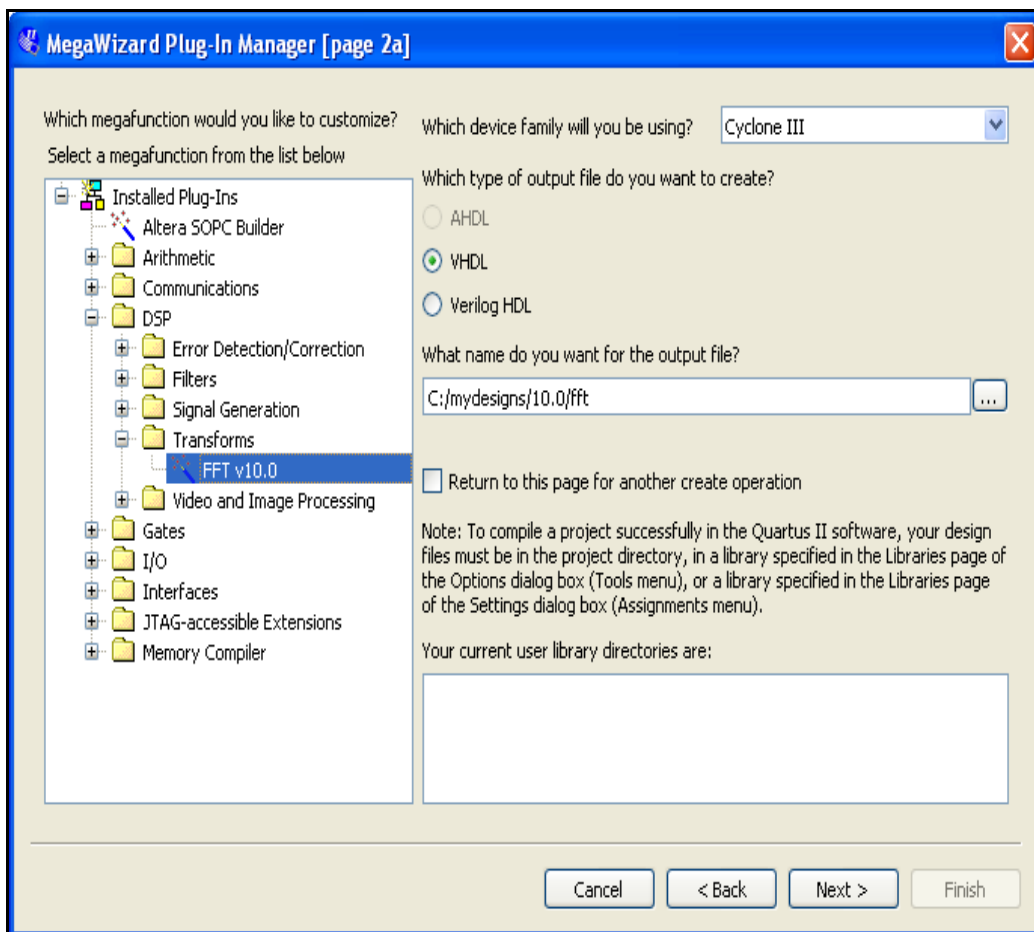 MegaWizard Plug-In Manager [page 2a]
Which megafunction would you like to customize?
Select a megafunction from the list below
Installed Plug-Ins
Altera SOPC Builder
Arithmetic
Communications
DSP
Error Detection/Correction
Filters
Signal Generation
Transforms
FFT v10.0
Video and Image Processing
Gates
I/O
Interfaces
JTAG-accessible Extensions
Memory Compiler
Which device family will you be using?
Cyclone III
Which type of output file do you want to create?
AHDL
VHDL
Verilog HDL
What name do you want for the output file?
C:/mydesigns/10.0/fft
...
Return to this page for another create operation
Note: To compile a project successfully in the Quartus II software, your design
files must be in the project directory, in a library specified in the Libraries page of
the Options dialog box (Tools menu), or a library specified in the Libraries page
of the Settings dialog box (Assignments menu).
Your current user library directories are:
Cancel
< Back
Next >
Finish